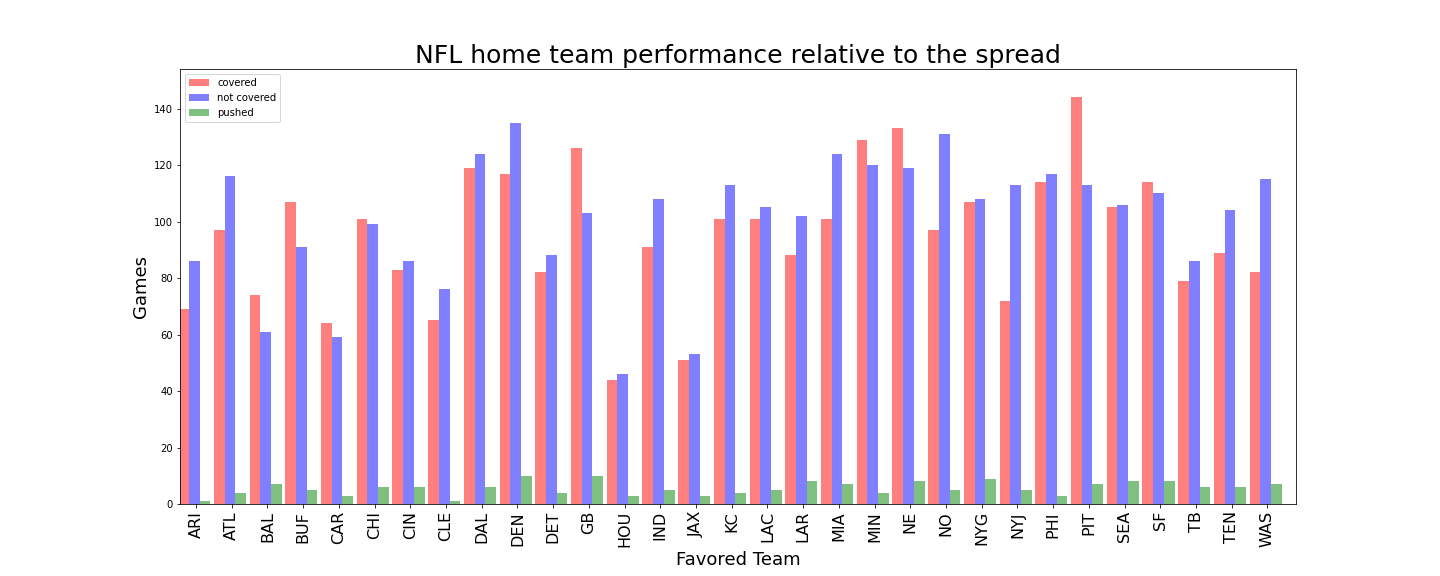 NFL home team performance relative to the spread
covered
not covered
pushed
140
120
100
80
60
40
20
0
Games
ARI ATL BAL BUF CAR CHI CIN CLE DAL DEN DET GB HOU IND JAX KC LAC LAR MIA MIN NE NO NYG NYJ PHI PIT SEA SF TB TEN WAS
Favored Team